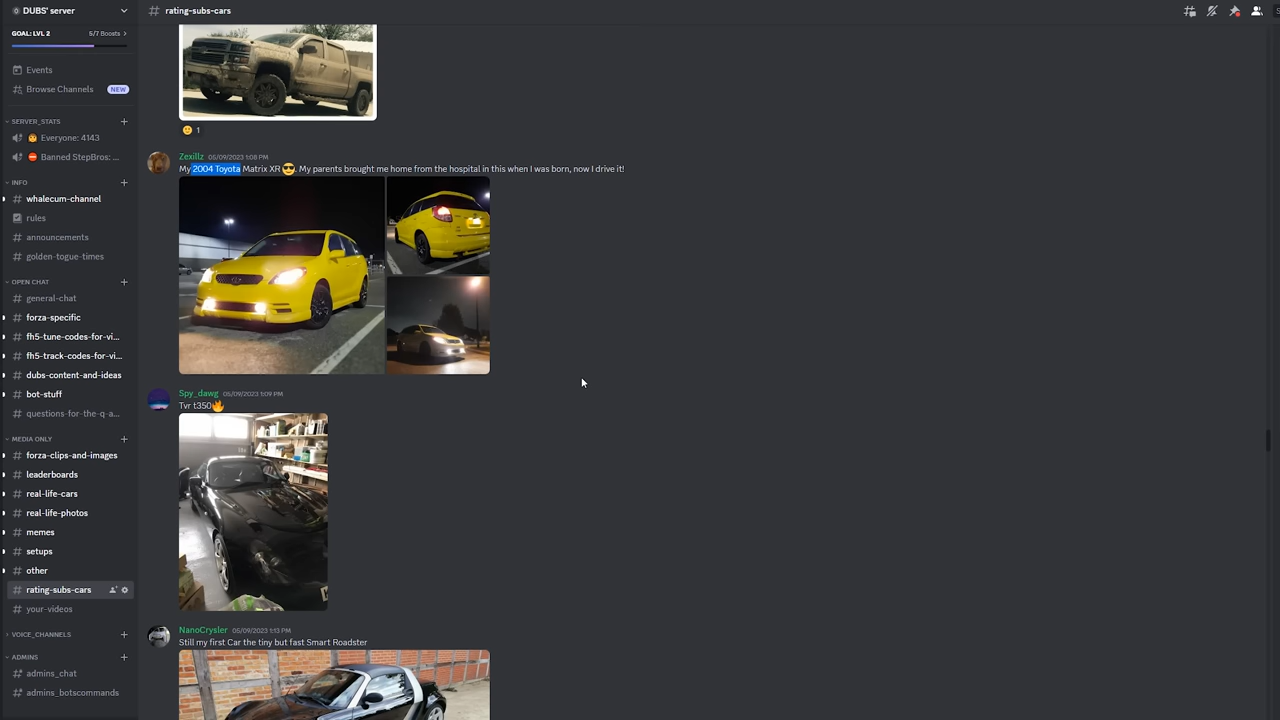 DUBS' server
rating-subs-cars
GOAL: LVL 2
5/7 Boosts >
Events
Browse Channels
NEW
SERVER_STATS
Everyone: 4143
Banned StepBros: ...
INFO
whalecum-channel
rules
announcements
golden-togue-times
OPEN CHAT
general-chat
forza-specific
fh5-tune-codes-for-vi...
fh5-track-codes-for-vi...
dubs-content-and-ideas
bot-stuff
questions-for-the-q-a...
MEDIA ONLY
forza-clips-and-images
leaderboards
real-life-cars
real-life-photos
memes
setups
other
rating-subs-cars
your-videos
VOICE_CHANNELS
ADMINS
admins_chat
admins_botscommands
1
Zexillz 05/09/2023 1:08 PM
My 2004 Toyota Matrix XR 😎. My parents brought me home from the hospital in this when I was born, now I drive it!
Spy_dawg 05/09/2023 1:09 PM
Tvr t350🔥
NanoCrysler 05/09/2023 1:13 PM
Still my first Car the tiny but fast Smart Roadster